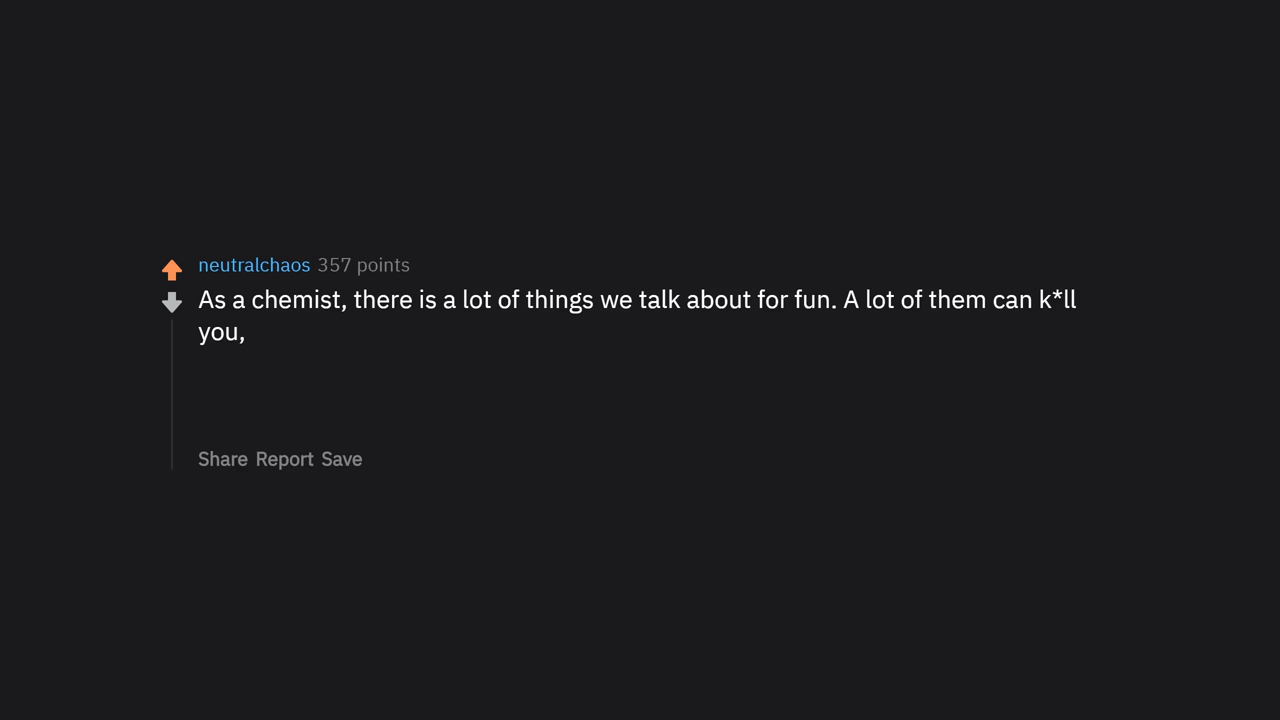 neutralchaos 357 points
As a chemist, there is a lot of things we talk about for fun. A lot of them can k*ll
you,
Share Report Save